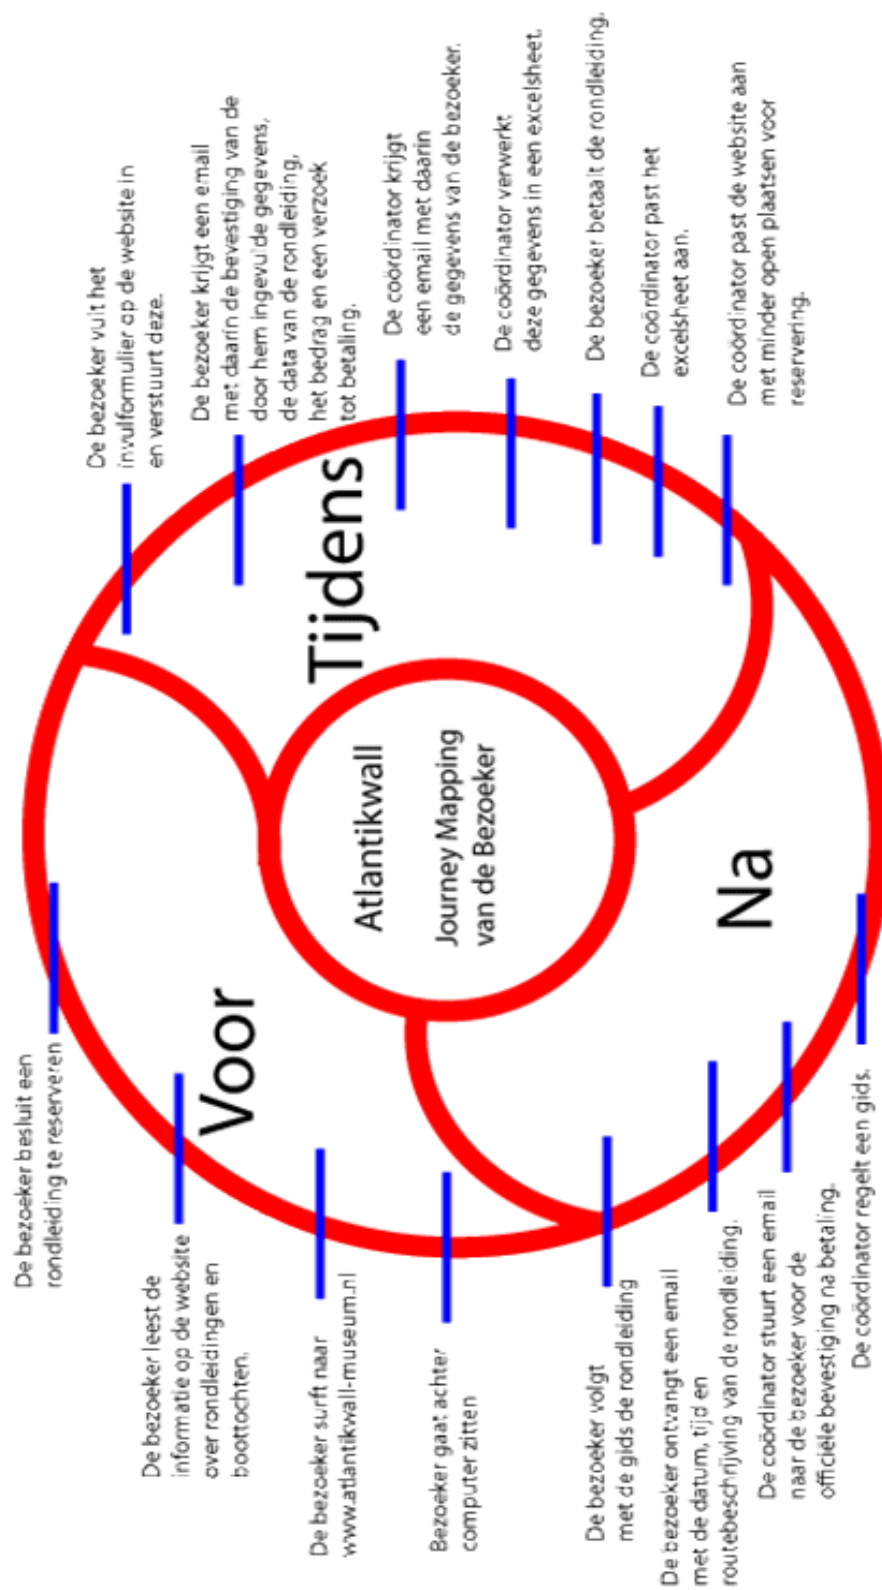 Atlantikwall
Journey Mapping
van de Bezoeker
Voor
Bezoeker gaat achter
computer zitten
De bezoeker surft naar
www.atlantikwall-museum.nl
De bezoeker leest de
informatie op de website
over rondleidingen en
boottochten.
De bezoeker besluit een
rondleiding te reserveren
Tijdens
De bezoeker vult het
invulformulier op de website in
en verstuurt deze.
De bezoeker krijgt een email
met daarin de bevestiging van de
door hem ingevulde gegevens,
de data van de rondleiding,
het bedrag en een verzoek
tot betaling.
De coördinator krijgt
een email met daarin
de gegevens van de bezoeker.
De coördinator verwerkt
deze gegevens in een excelsheet.
De bezoeker betaalt de rondleiding.
De coördinator past het
excelsheet aan.
De coördinator past de website aan
met minder open plaatsen voor
reservering.
Na
De coördinator regelt een gids.
De coördinator stuurt een email
naar de bezoeker voor de
officiële bevestiging na betaling.
De bezoeker ontvangt een email
met de datum, tijd en
routebeschrijving van de rondleiding.
De bezoeker volgt
met de gids de rondleiding